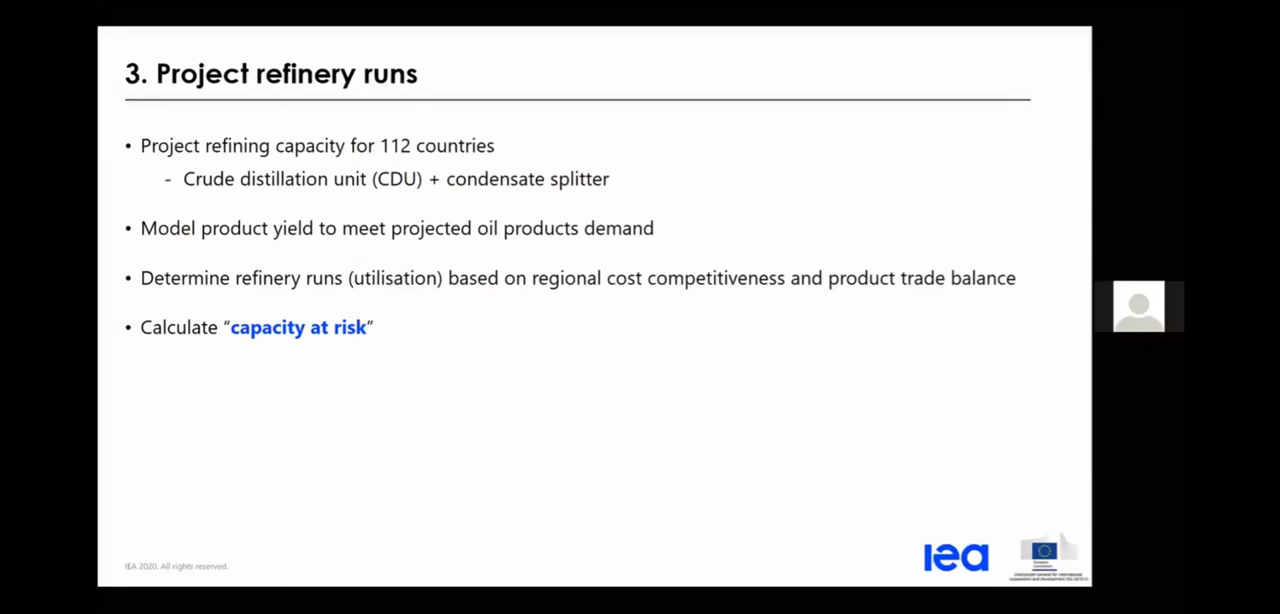 3. Project refinery runs
• Project refining capacity for 112 countries
- Crude distillation unit (CDU) + condensate splitter
• Model product yield to meet projected oil products demand
• Determine refinery runs (utilisation) based on regional cost competitiveness and product trade balance
• Calculate “capacity at risk”
IEA 2020. All rights reserved.
iea
European
Commission